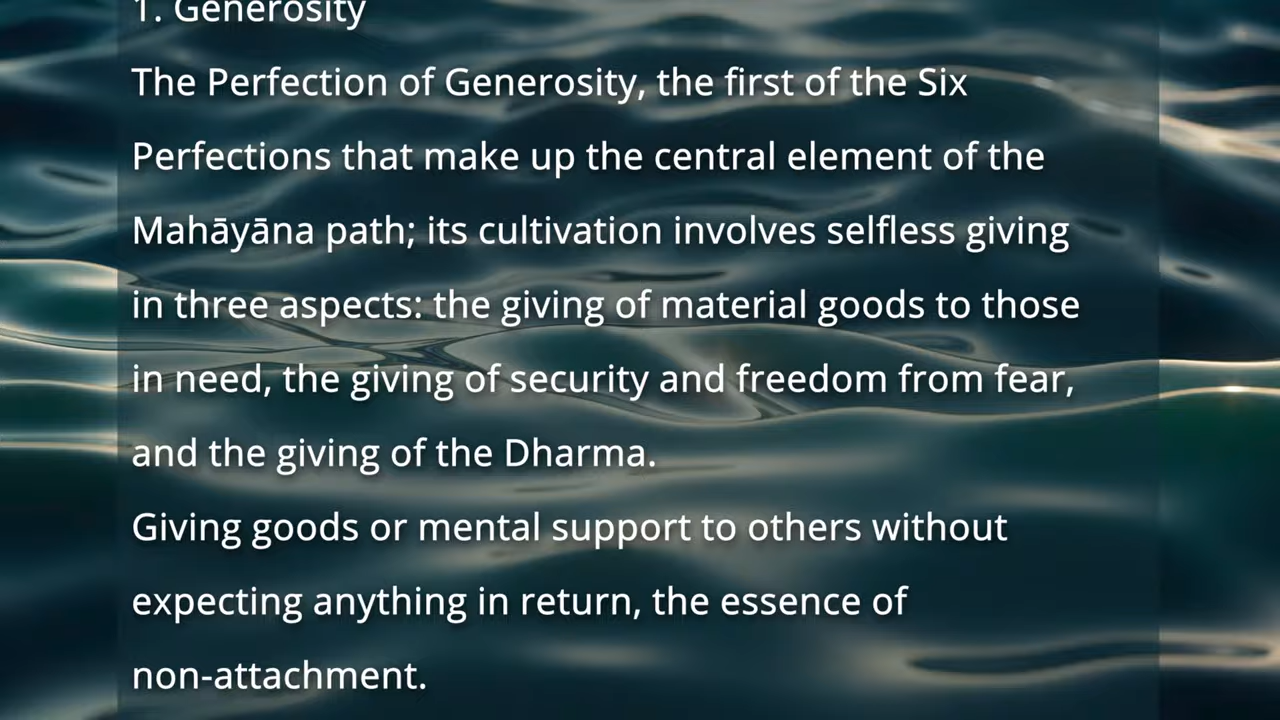 1. Generosity
The Perfection of Generosity, the first of the Six
Perfections that make up the central element of the
Mahāyāna path; its cultivation involves selfless giving
in three aspects: the giving of material goods to those
in need, the giving of security and freedom from fear,
and the giving of the Dharma.
Giving goods or mental support to others without
expecting anything in return, the essence of
non-attachment.